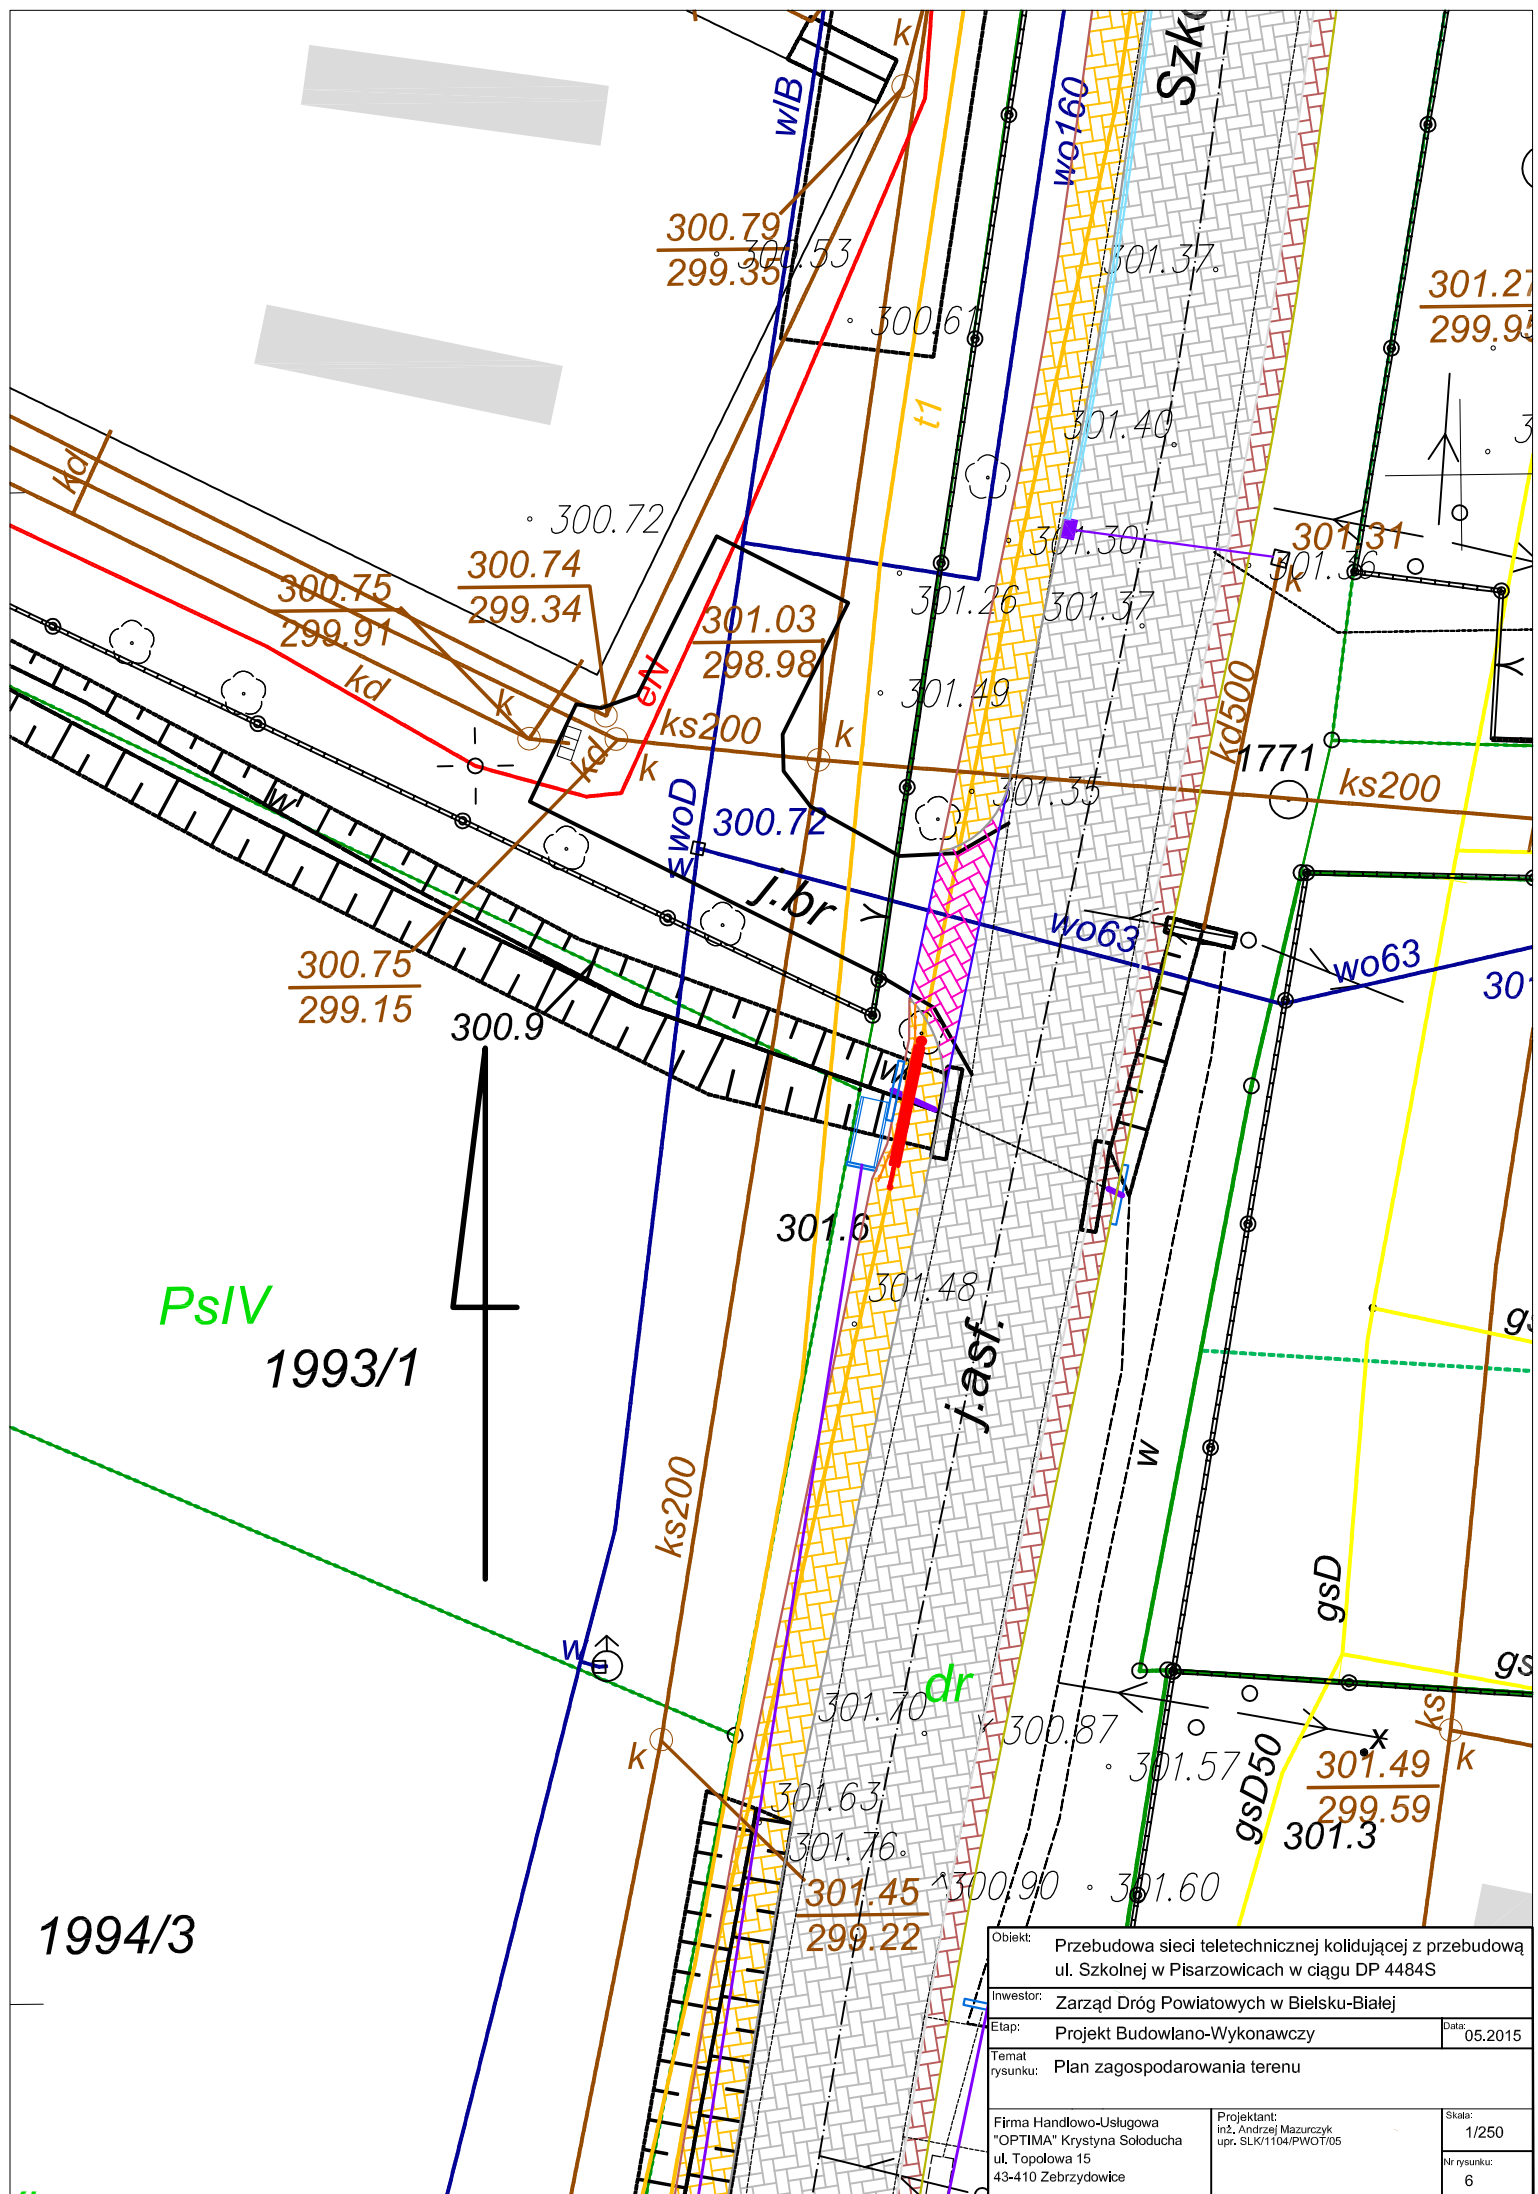 k
Szko
wlB
wo160
300.79
299.35
300.53
301.37
301.27
299.95
300.61
t1
301.40
kd
300.72
301.30
301.31
301.36
k
300.74
299.34
300.75
299.91
301.26
301.37
301.03
298.98
eN
kd
301.49
k
ks200
k
kd500
kd
k
1771
ks200
301.35
w
woD
300.72
w
j.br
wo63
wo63
301
300.75
299.15
300.9
w
301.6
301.48
PsIV
1993/1
j.asf.
gs
w
ks200
gsD
w
dr
gs
301.70
300.87
ks
x
k
301.57
301.49
k
299.59
gsD50
301.63
301.3
301.76
301.45
299.22
300.90
301.60
1994/3
Obiekt: Przebudowa sieci teletechnicznej kolidującej z przebudową
ul. Szkolnej w Pisarzowicach w ciągu DP 4484S
Inwestor: Zarząd Dróg Powiatowych w Bielsku-Białej
Etap: Projekt Budowlano-Wykonawczy
Data: 05.2015
Temat
rysunku: Plan zagospodarowania terenu
Firma Handlowo-Usługowa
"OPTIMA" Krystyna Sołoducha
ul. Topolowa 15
43-410 Zebrzydowice
Projektant:
inż. Andrzej Mazurczyk
upr. SLK/1104/PWOT/05
Skala:
1/250
Nr rysunku:
6